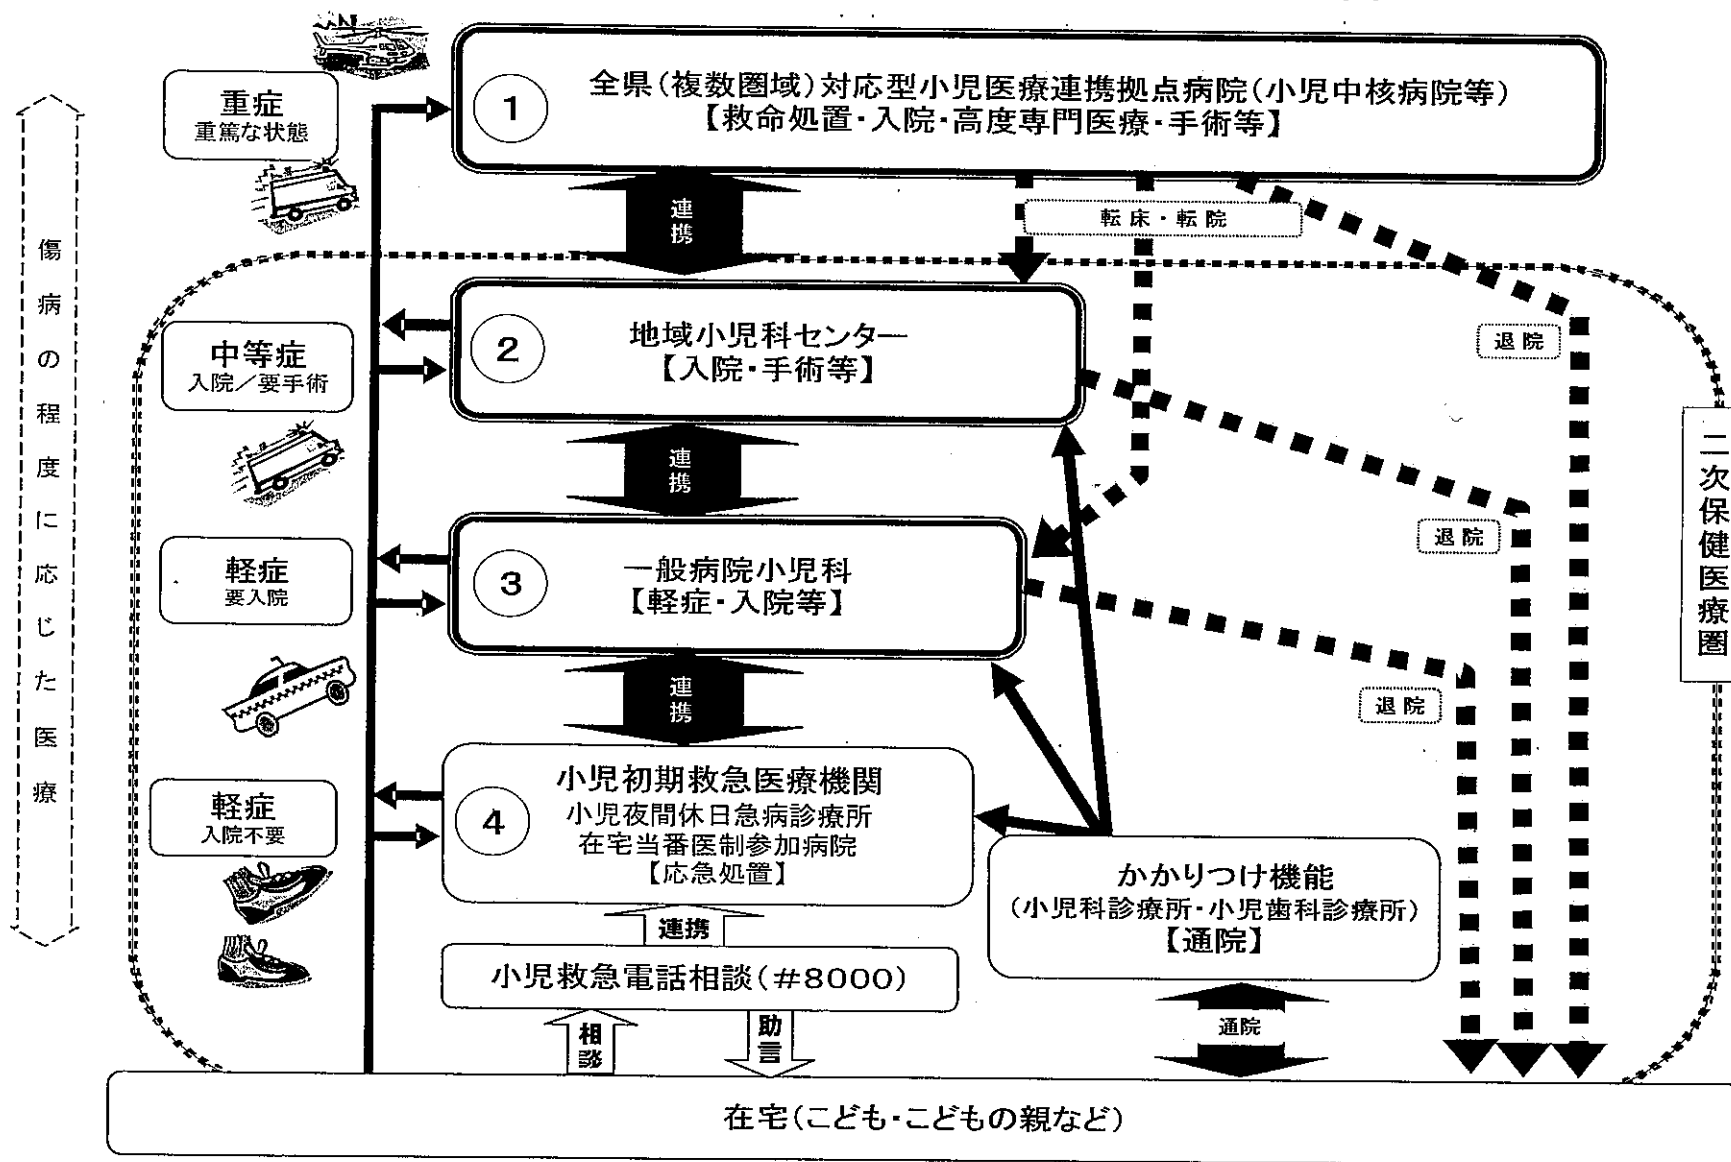 重症
重篤な状態
①
全県(複数圏域)対応型小児医療連携拠点病院(小児中核病院等)
【救命処置・入院・高度専門医療・手術等】
連携
転床・転院
傷病の程度に応じた医療
中等症
入院／要手術
②
地域小児科センター
【入院・手術等】
退院
連携
退院
二次保健医療圏
軽症
要入院
③
一般病院小児科
【軽症・入院等】
連携
退院
軽症
入院不要
④
小児初期救急医療機関
小児夜間休日急病診療所
在宅当番医制参加病院
【応急処置】
かかりつけ機能
(小児科診療所・小児歯科診療所)
【通院】
連携
小児救急電話相談(#8000)
相談
助言
通院
在宅(こども・こどもの親など)